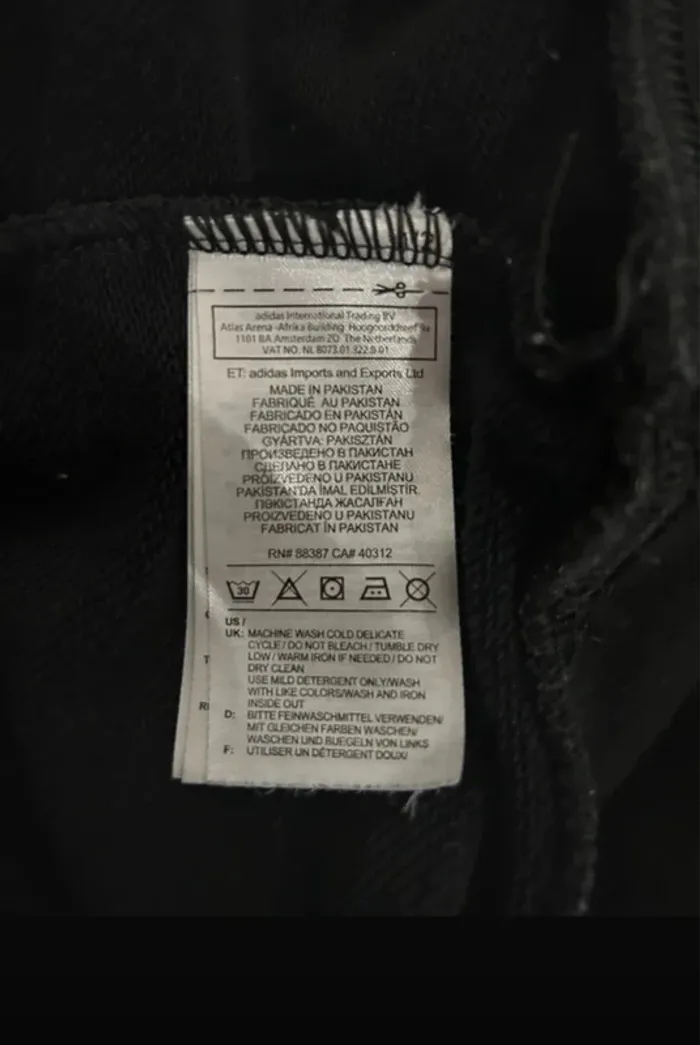 adidas International Trading BV
Atlas Arena -Afrika Building Hoogoorddreef 9a
1101 BA Amsterdam ZO The Netherlands
VAT NO. NL 8073.01.322.B.01
ET: adidas Imports and Exports Ltd
MADE IN PAKISTAN
FABRIQUÉ AU PAKISTAN
FABRICADO EN PAKISTÁN
FABRICADO NO PAQUISTÃO
GYÁRTVA: PAKISZTÁN
ПРОИЗВЕДЕНО В ПАКИСТАН
СДЕЛАНО В ПАКИСТАНЕ
PROIZVEDENO U PAKISTANU
PAKISTAN'DA İMAL EDİLMİŞTİR
ПӘКІСТАНДА ЖАСАЛҒАН
PROIZVEDENO U PAKISTANU
FABRICAT ÎN PAKISTAN
RN# 88387 CA# 40312
30
US /
UK: MACHINE WASH COLD DELICATE
CYCLE / DO NOT BLEACH / TUMBLE DRY
LOW / WARM IRON IF NEEDED / DO NOT
DRY CLEAN
USE MILD DETERGENT ONLY/WASH
WITH LIKE COLORS/WASH AND IRON
INSIDE OUT
D: BITTE FEINWASCHMITTEL VERWENDEN/
MIT GLEICHEN FARBEN WASCHEN/
WASCHEN UND BUEGELN VON LINKS
F: UTILISER UN DÉTERGENT DOUX/